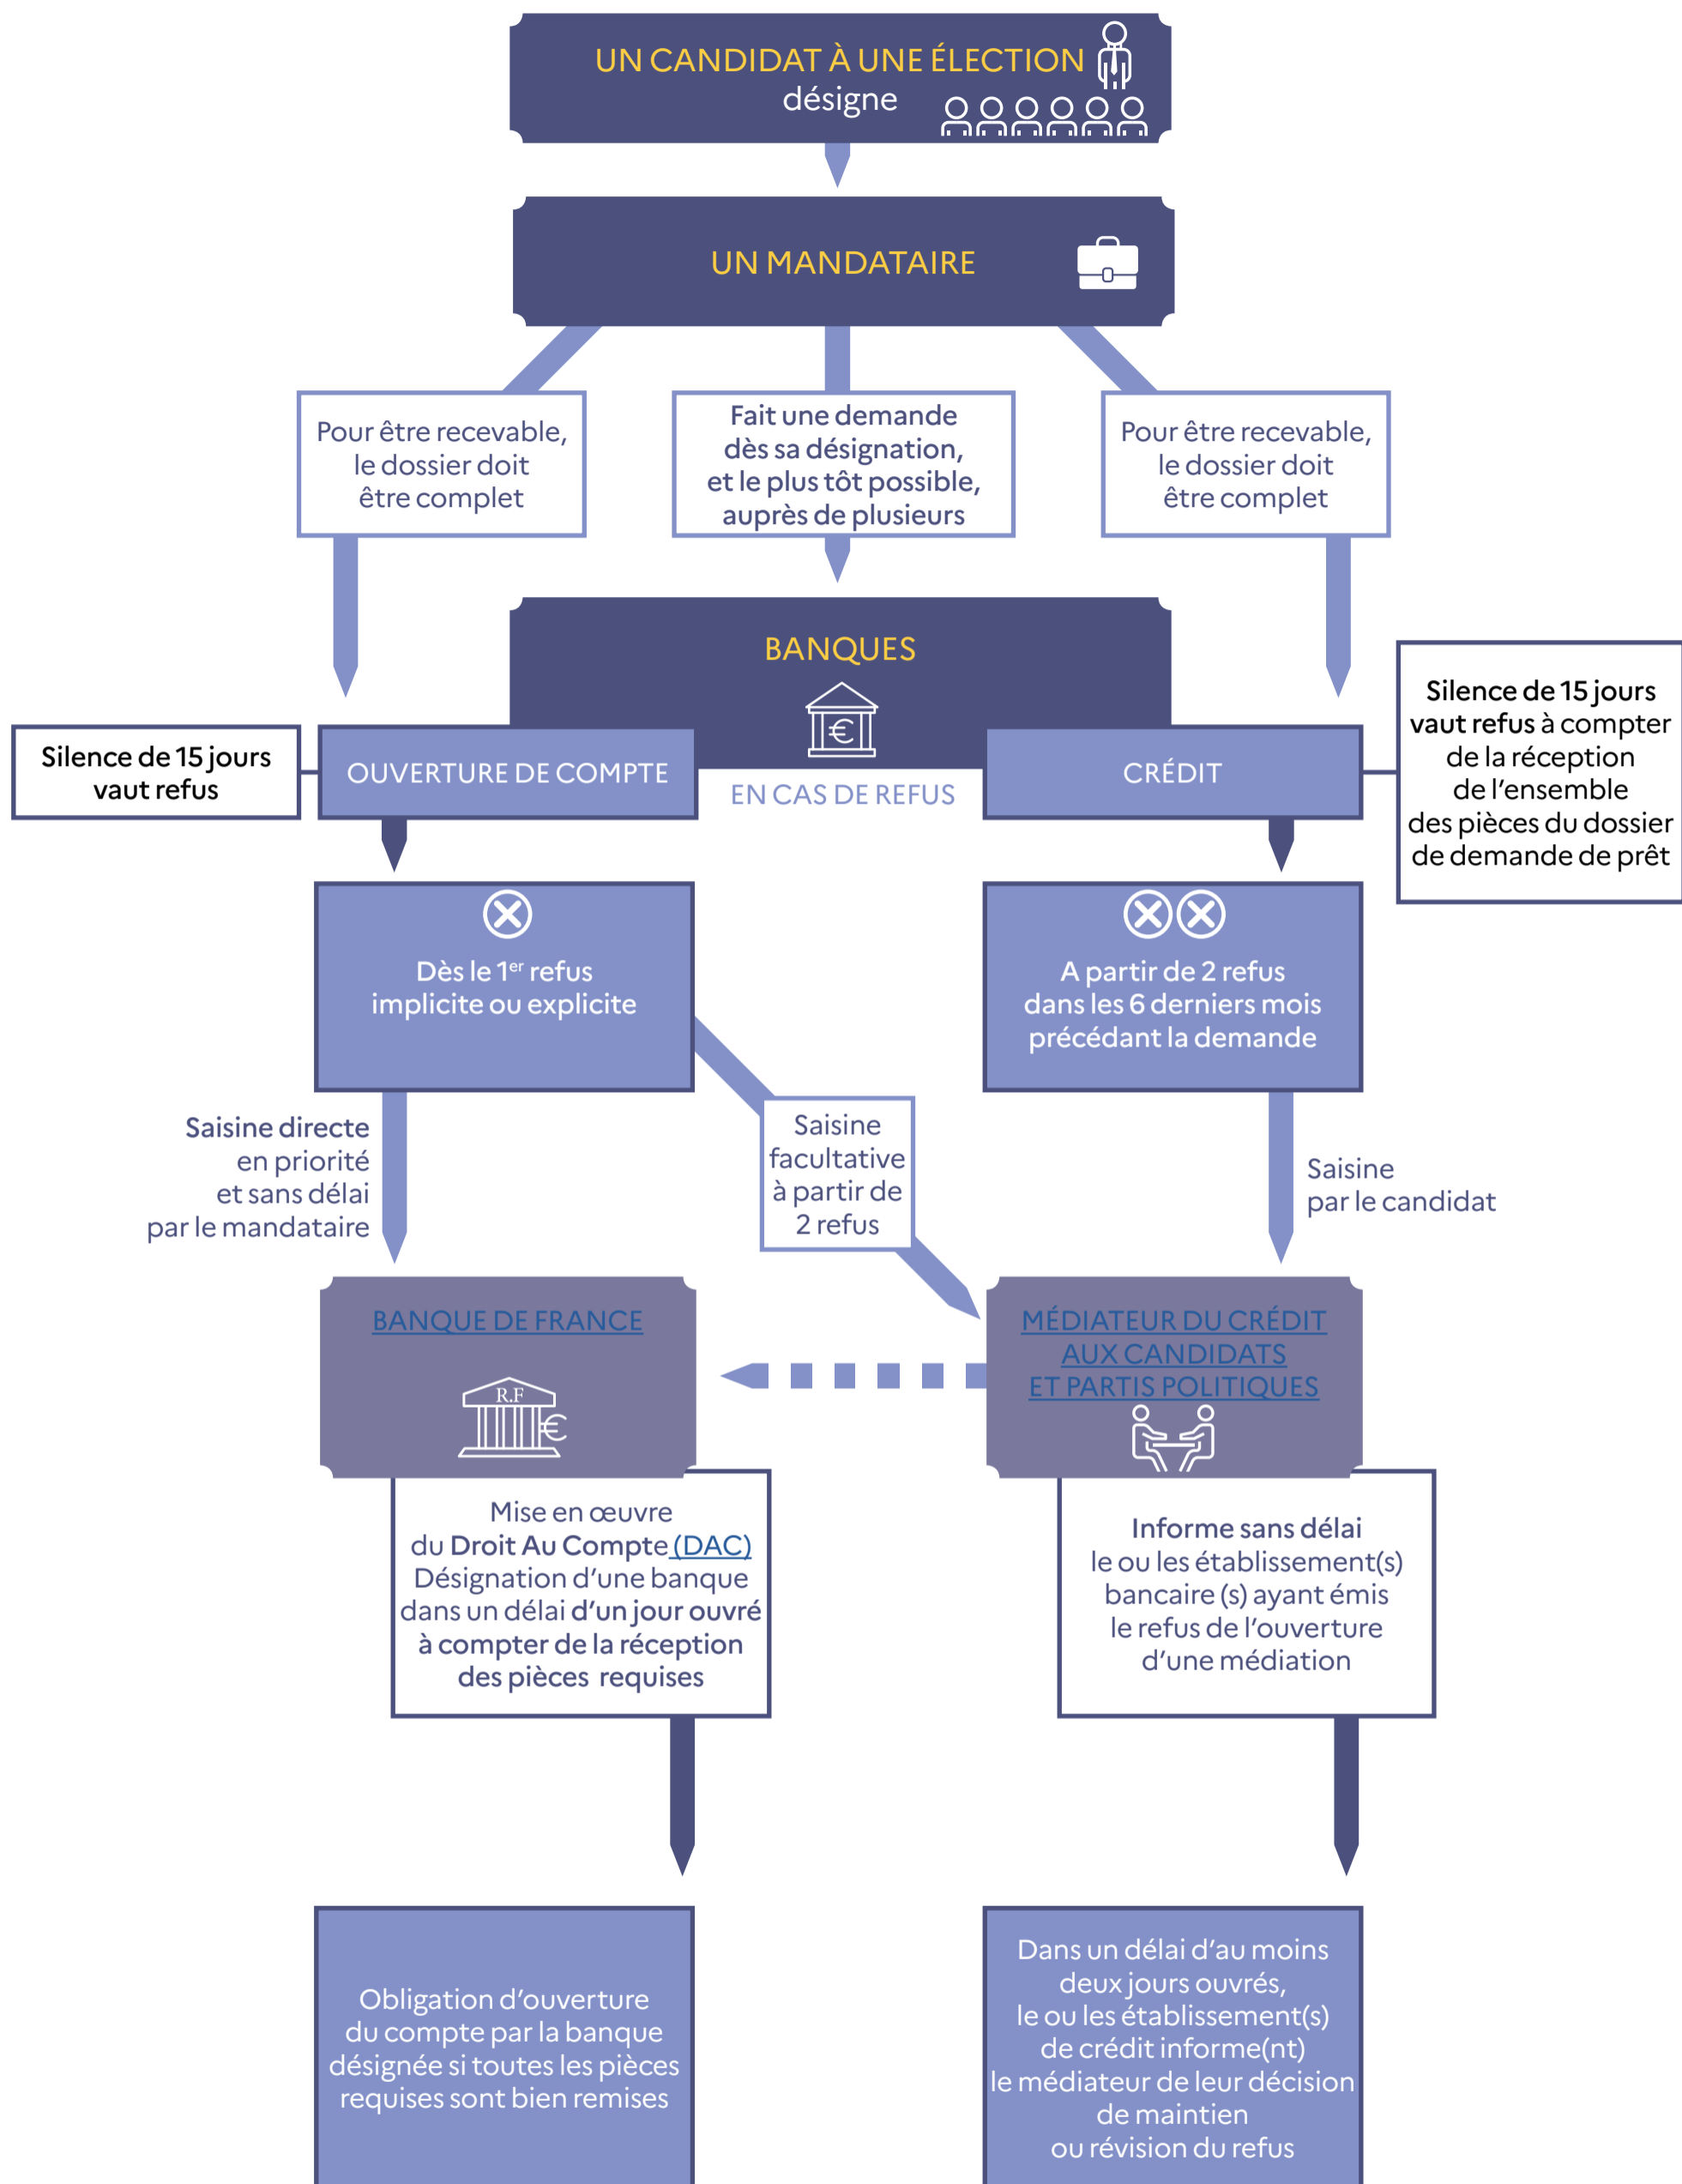 UN CANDIDAT À UNE ÉLECTION
désigne
UN MANDATAIRE
Pour être recevable,
le dossier doit
être complet
Fait une demande
dès sa désignation,
et le plus tôt possible,
auprès de plusieurs
Pour être recevable,
le dossier doit
être complet
BANQUES
€
Silence de 15 jours
vaut refus
OUVERTURE DE COMPTE
EN CAS DE REFUS
CRÉDIT
Silence de 15 jours
vaut refus à compter
de la réception
de l'ensemble
des pièces du dossier
de demande de prêt
Dès le 1er refus
implicite ou explicite
A partir de 2 refus
dans les 6 derniers mois
précédant la demande
Saisine directe
en priorité
et sans délai
par le mandataire
Saisine
facultative
à partir de
2 refus
Saisine
par le candidat
BANQUE DE FRANCE
R.F
€
MÉDIATEUR DU CRÉDIT
AUX CANDIDATS
ET PARTIS POLITIQUES
Mise en œuvre
du Droit Au Compte (DAC)
Désignation d'une banque
dans un délai d'un jour ouvré
à compter de la réception
des pièces requises
Informe sans délai
le ou les établissement(s)
bancaire (s) ayant émis
le refus de l'ouverture
d'une médiation
Obligation d'ouverture
du compte par la banque
désignée si toutes les pièces
requises sont bien remises
Dans un délai d'au moins
deux jours ouvrés,
le ou les établissement(s)
de crédit informe(nt)
le médiateur de leur décision
de maintien
ou révision du refus